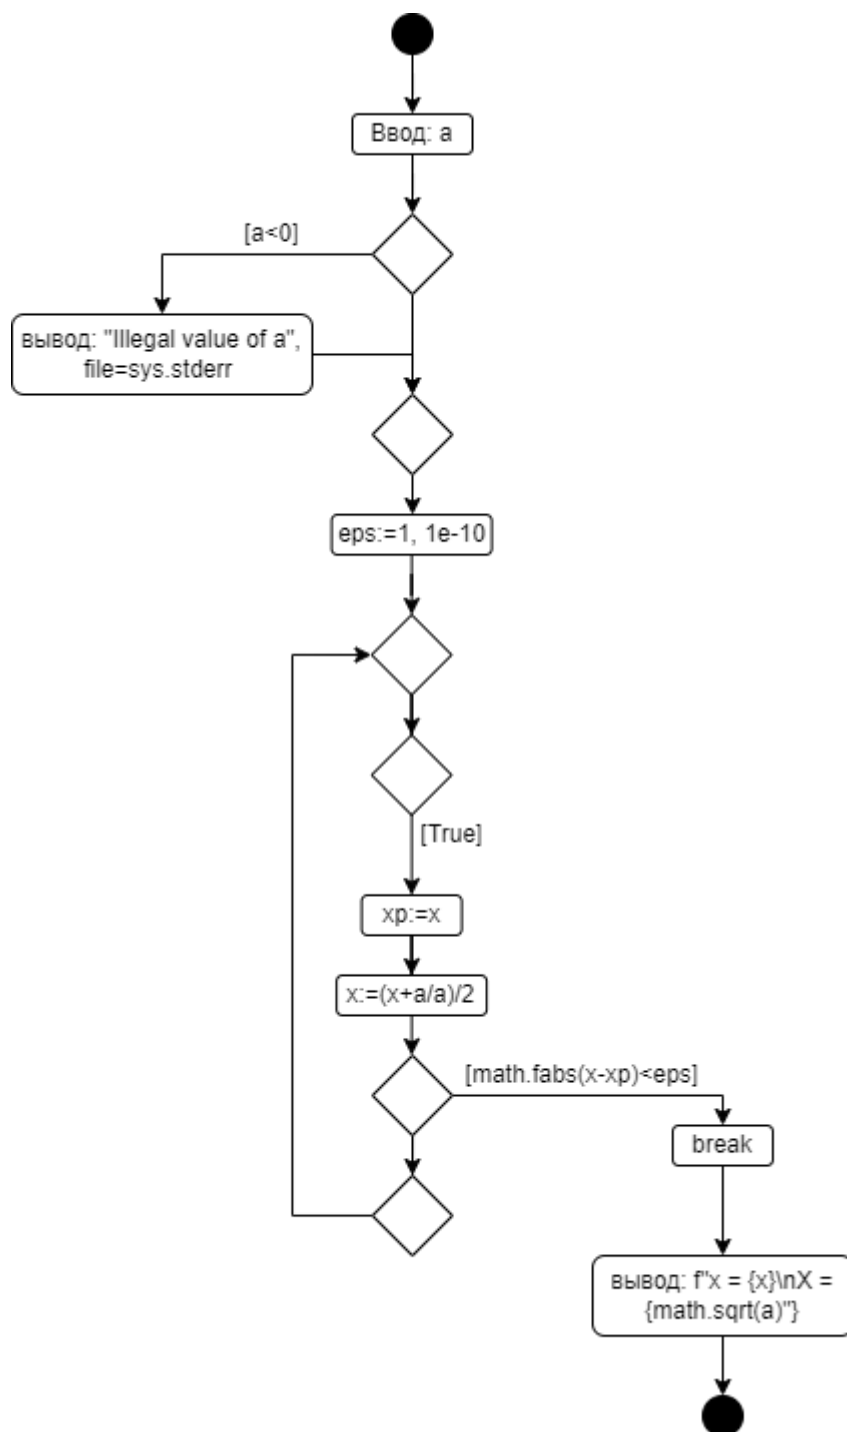 Ввод: a
[a<0]
вывод: "Illegal value of a",
file=sys.stderr
eps:=1, 1e-10
[True]
xp:=x
x:=(x+a/a)/2
[math.fabs(x-xp)<eps]
break
вывод: f"x = {x}\nX =
{math.sqrt(a)"}